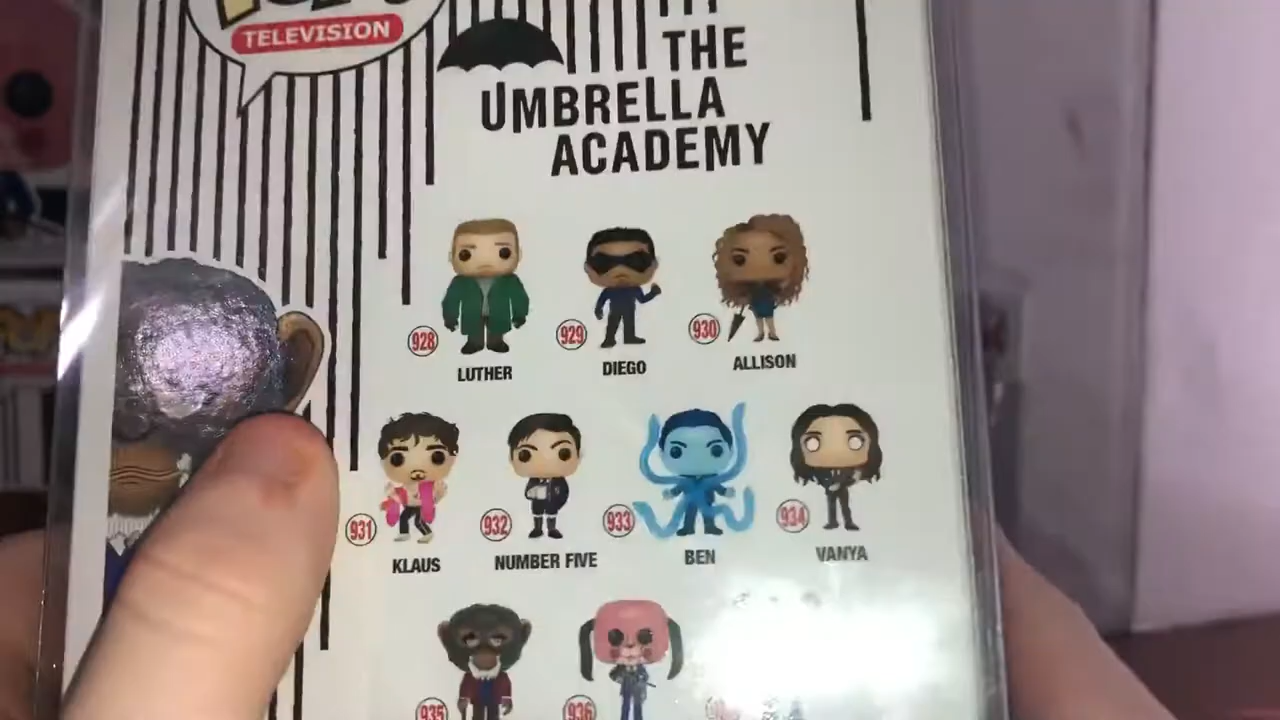 TELEVISION
THE
UMBRELLA
ACADEMY
928
929
930
LUTHER
DIEGO
ALLISON
931
932
933
934
KLAUS
NUMBER FIVE
BEN
VANYA
935
936